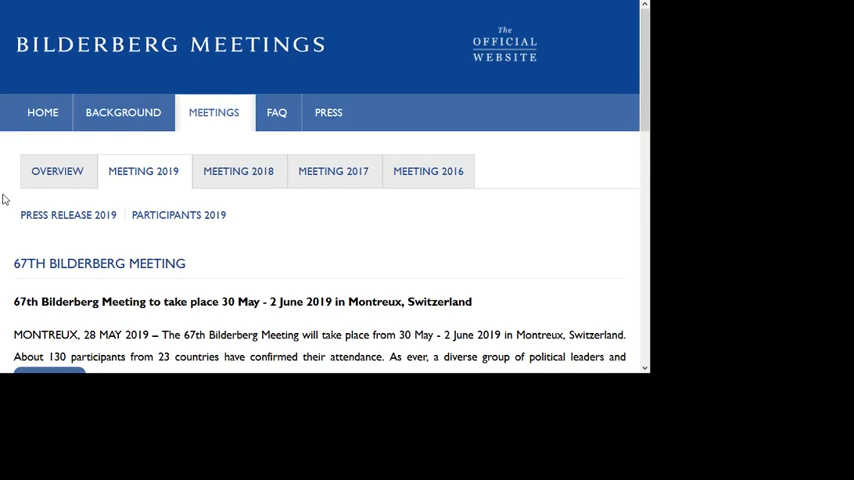 BILDERBERG MEETINGS
The
OFFICIAL
WEBSITE
HOME BACKGROUND MEETINGS FAQ PRESS
OVERVIEW MEETING 2019 MEETING 2018 MEETING 2017 MEETING 2016
PRESS RELEASE 2019 PARTICIPANTS 2019
67TH BILDERBERG MEETING
67th Bilderberg Meeting to take place 30 May - 2 June 2019 in Montreux, Switzerland
MONTREUX, 28 MAY 2019 – The 67th Bilderberg Meeting will take place from 30 May - 2 June 2019 in Montreux, Switzerland.
About 130 participants from 23 countries have confirmed their attendance. As ever, a diverse group of political leaders and